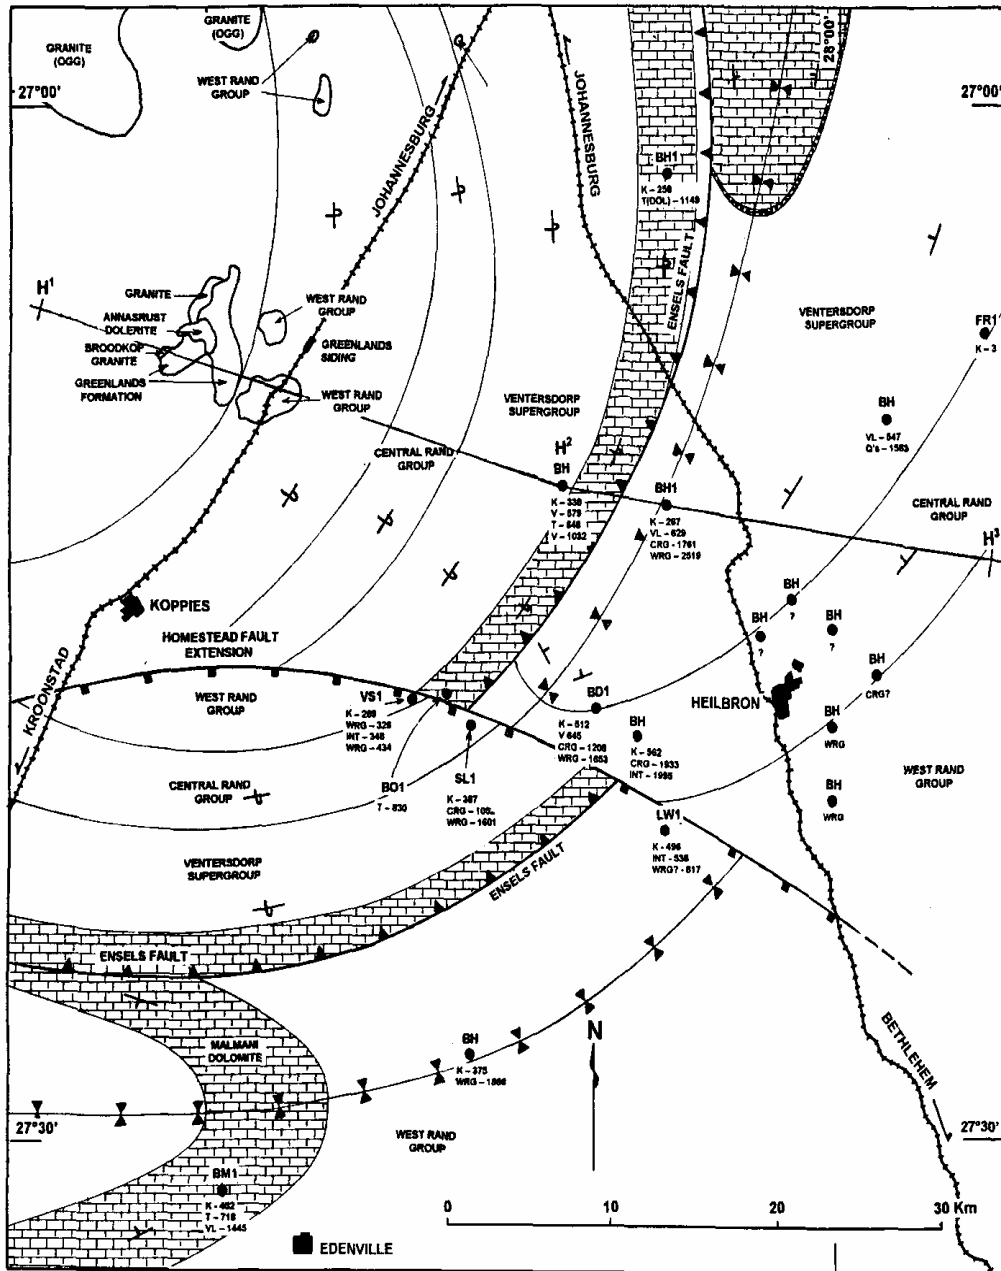 GRANITE
(OGG)
GRANITE
(OGG)
WEST RAND
GROUP
27°00'
28°00'
27°00'
JOHANNESBURG
JOHANNESBURG
BH1
K – 250
T(DOL) – 1149
ENSELS FAULT
H¹
GRANITE
ANNASRUST
DOLERITE
BROODKOP
GRANITE
GREENLANDS
FORMATION
WEST RAND
GROUP
GREENLANDS
SIDING
WEST RAND
GROUP
VENTERSDORP
SUPERGROUP
FR1
K – 3
BH
VL – 547
Q's – 1583
VENTERSDORP
SUPERGROUP
CENTRAL RAND
GROUP
H²
BH
K – 330
V – 579
T – 646
V – 1032
BH1
K – 267
VL – 629
CRG – 1761
WRG – 2519
CENTRAL RAND
GROUP
H³
KOPPIES
HOMESTEAD FAULT
EXTENSION
KROONSTAD
WEST RAND
GROUP
VS1
K – 289
WRG – 328
INT – 348
WRG – 434
BD1
K – 512
V 645
CRG – 1208
WRG – 1653
BH
?
BH
?
BH
?
BH
CRG?
HEILBRON
BH
WRG
BH
K – 562
CRG – 1933
INT – 1995
CENTRAL RAND
GROUP
BO1
T – 830
SL1
K – 387
WRG – 1601
WEST RAND
GROUP
BH
WRG
LW1
K – 496
INT – 536
WRG? – 617
VENTERSDORP
SUPERGROUP
ENSELS FAULT
ENSELS FAULT
MALMANI
DOLOMITE
BH
K – 375
N
BETHLEHEM
27°30'
27°30'
WEST RAND
GROUP
BM1
K – 462
T – 718
VL – 1445
0 10 20 30 Km
EDENVILLE